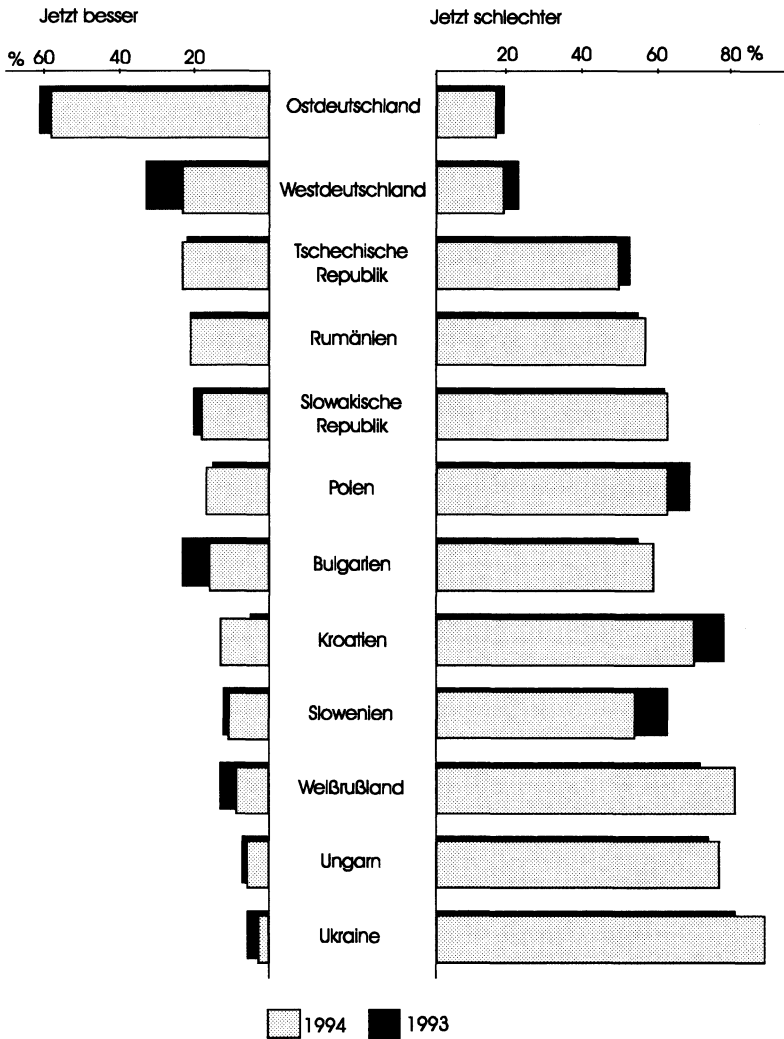 Jetzt besser
Jetzt schlechter
% 60 40 20
20 40 60 80 %
Ostdeutschland
Westdeutschland
Tschechische
Republik
Rumänien
Slowakische
Republik
Polen
Bulgarien
Kroatien
Slowenien
Weißrußland
Ungarn
Ukraine
1994 1993